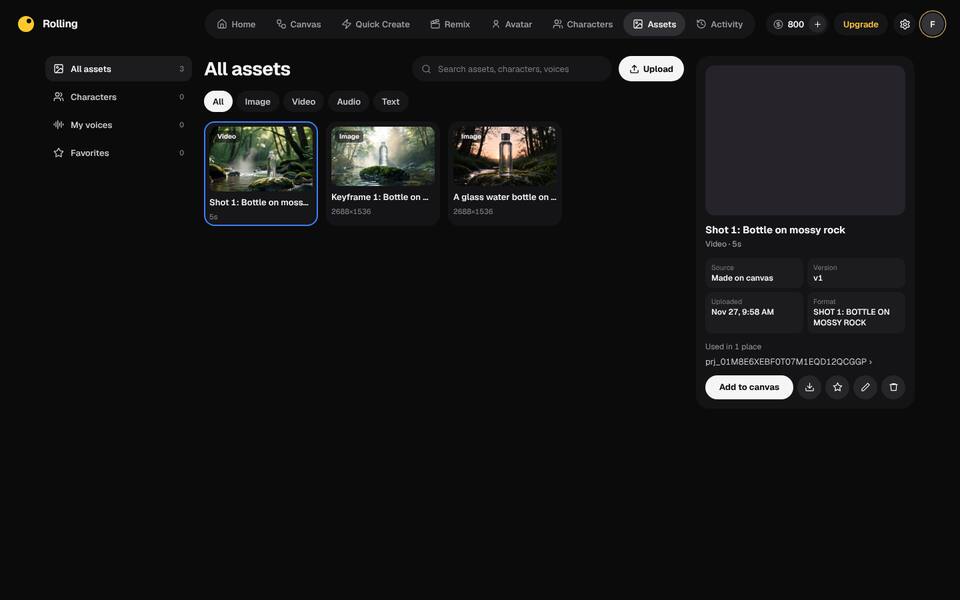 Rolling
Home
Canvas
Quick Create
Remix
Avatar
Characters
Assets
Activity
800
Upgrade
F
All assets 3
Characters 0
My voices 0
Favorites 0
All assets
Search assets, characters, voices
Upload
All
Image
Video
Audio
Text
Video
Shot 1: Bottle on moss...
5s
Image
Keyframe 1: Bottle on ...
2688×1536
Image
A glass water bottle on ...
2688×1536
Shot 1: Bottle on mossy rock
Video · 5s
Source
Made on canvas
Version
v1
Uploaded
Nov 27, 9:58 AM
Format
SHOT 1: BOTTLE ON
MOSSY ROCK
Used in 1 place
prj_01M8E6XEBF0T07M1EQD12QCGGP ›
Add to canvas